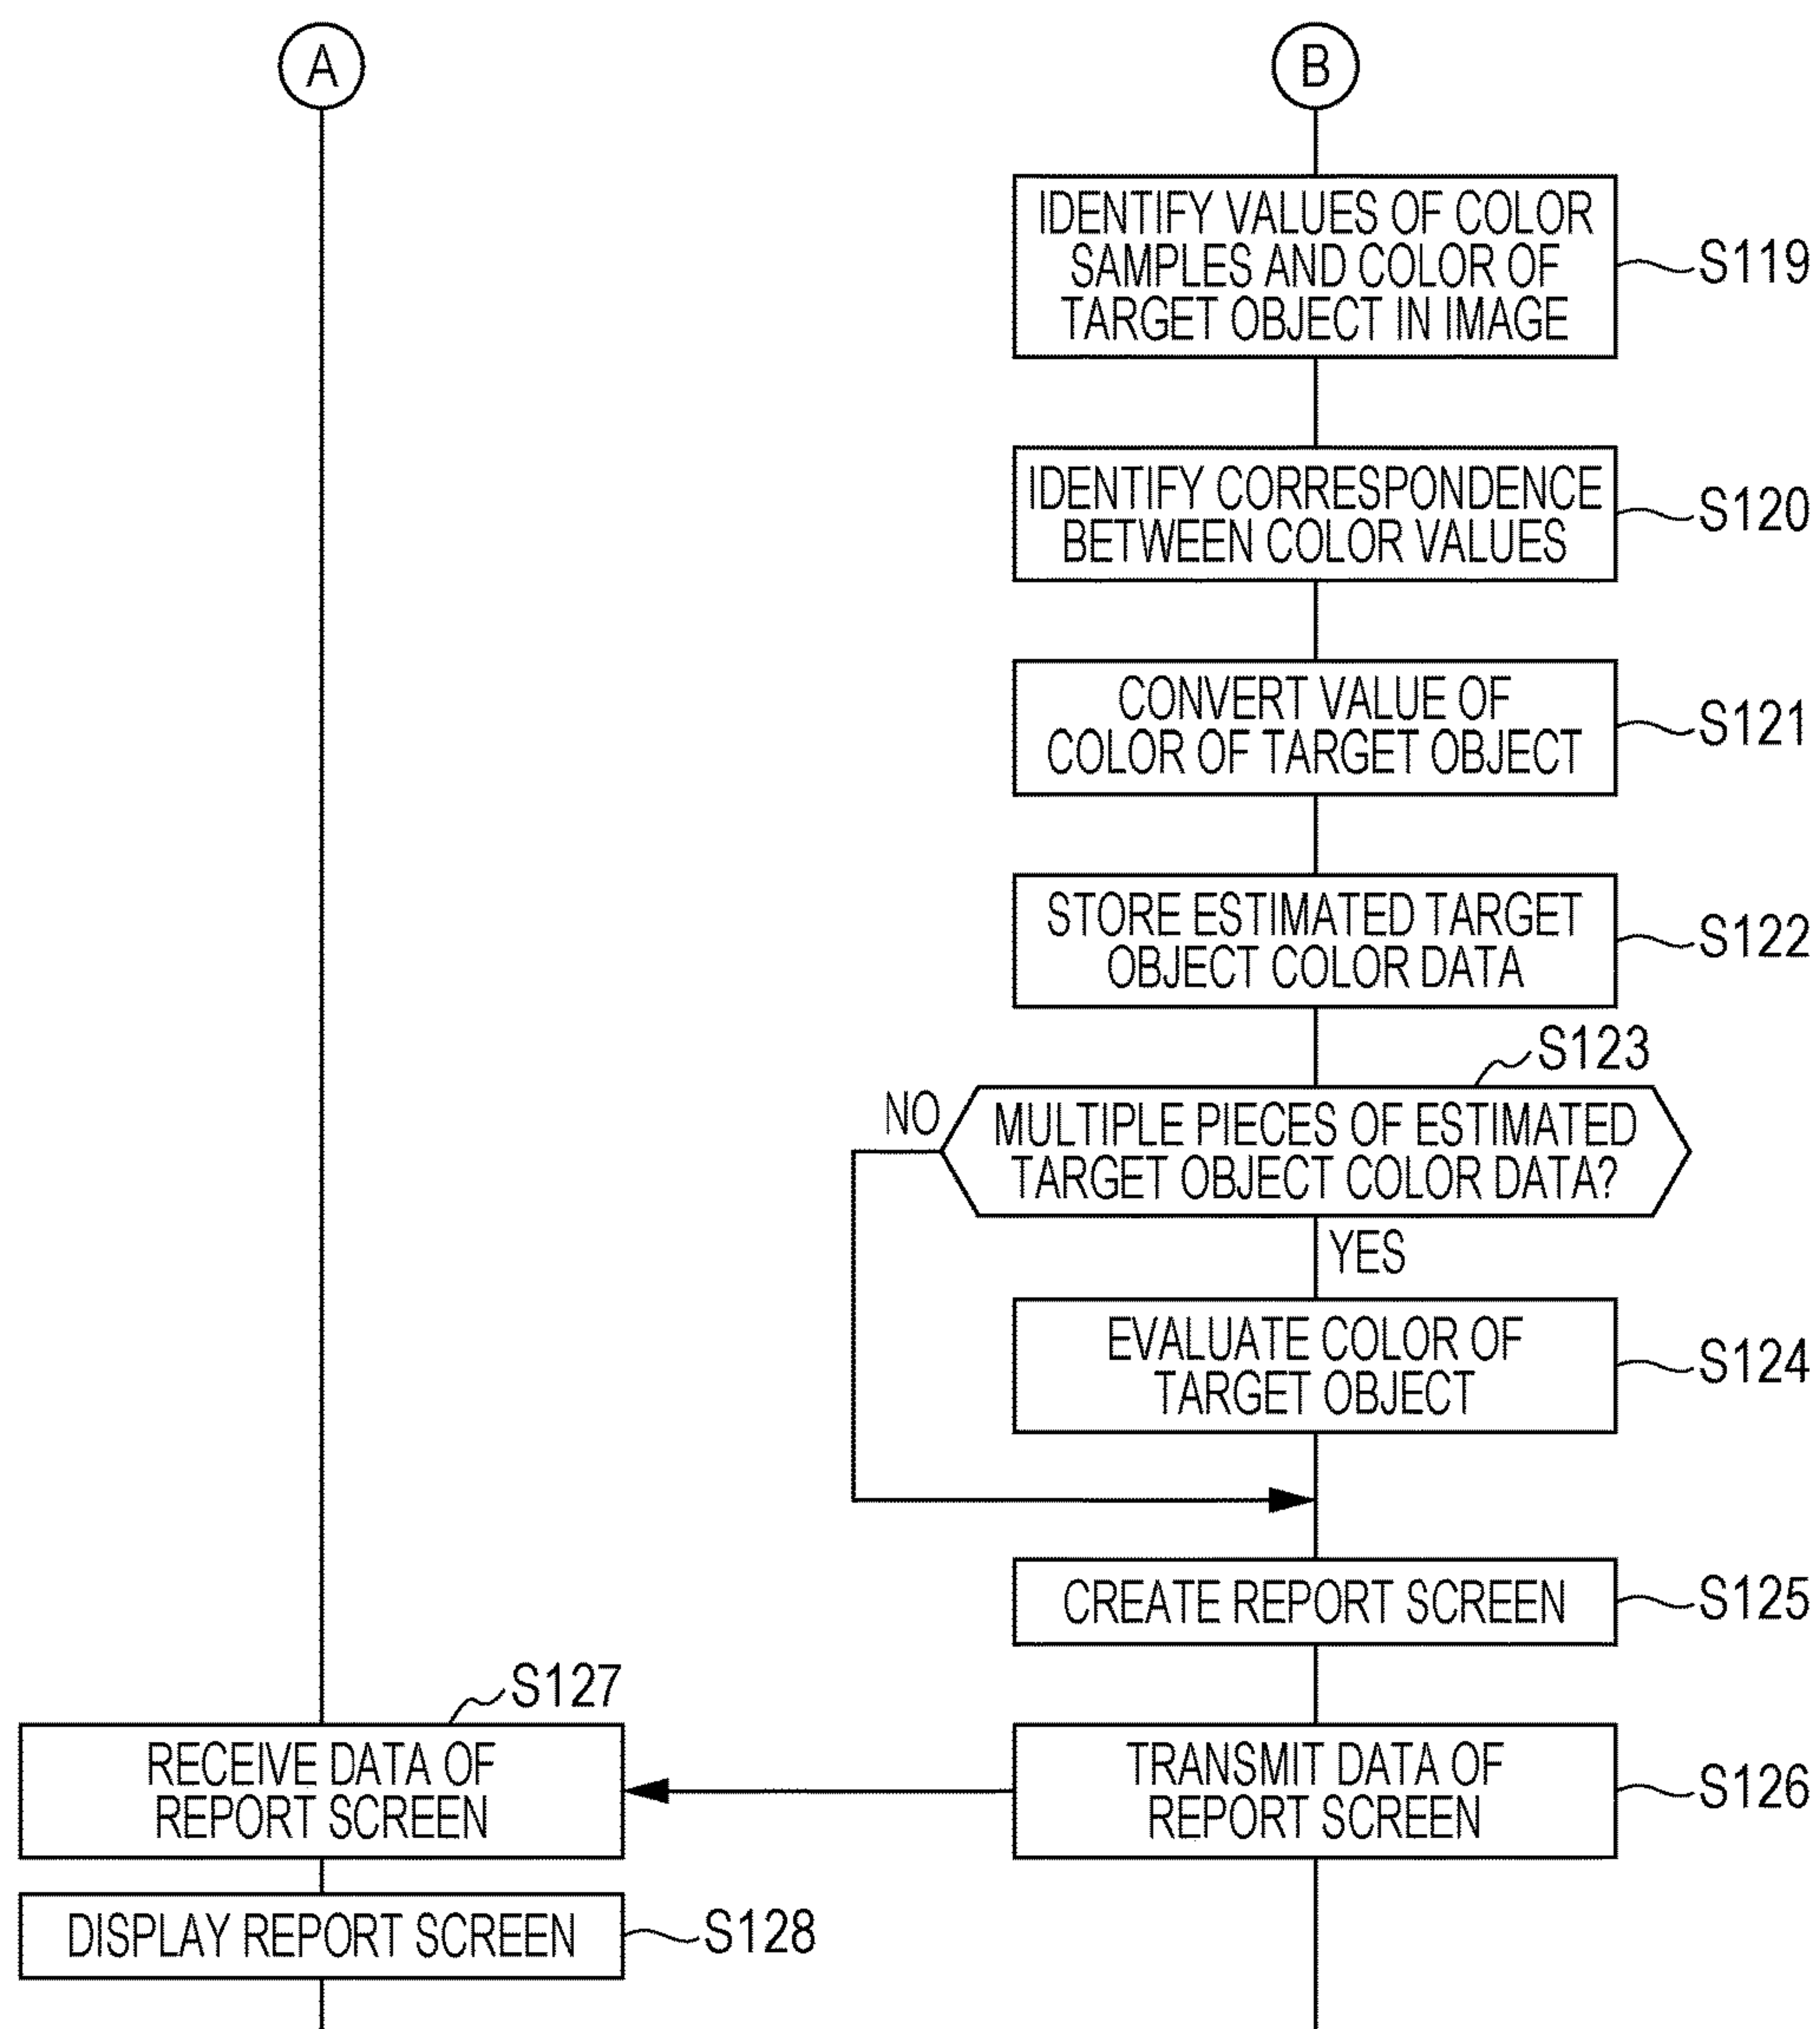 A
B
IDENTIFY VALUES OF COLOR
SAMPLES AND COLOR OF
TARGET OBJECT IN IMAGE
S119
IDENTIFY CORRESPONDENCE
BETWEEN COLOR VALUES
S120
CONVERT VALUE OF
COLOR OF TARGET OBJECT
S121
STORE ESTIMATED TARGET
OBJECT COLOR DATA
S122
S123
NO
MULTIPLE PIECES OF ESTIMATED
TARGET OBJECT COLOR DATA?
YES
EVALUATE COLOR OF
TARGET OBJECT
S124
CREATE REPORT SCREEN
S125
S127
RECEIVE DATA OF
REPORT SCREEN
TRANSMIT DATA OF
REPORT SCREEN
S126
DISPLAY REPORT SCREEN
S128